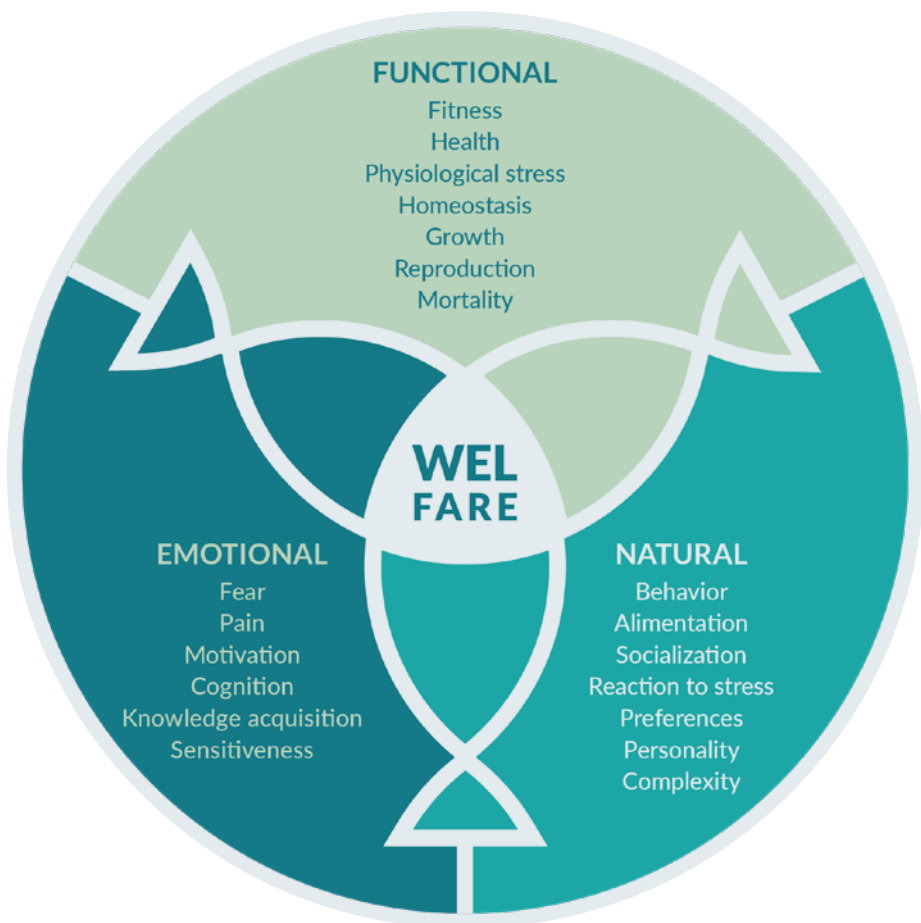 FUNCTIONAL
Fitness
Health
Physiological stress
Homeostasis
Growth
Reproduction
Mortality
WEL
FARE
EMOTIONAL
Fear
Pain
Motivation
Cognition
Knowledge acquisition
Sensitiveness
NATURAL
Behavior
Alimentation
Socialization
Reaction to stress
Preferences
Personality
Complexity